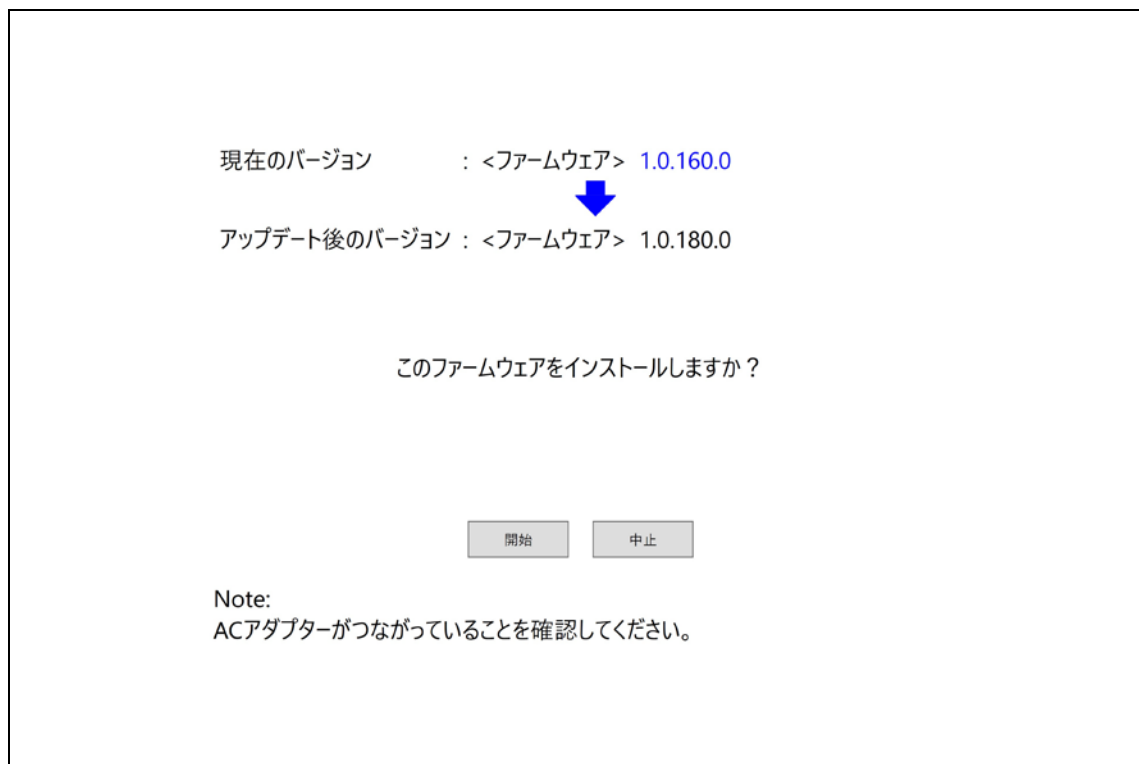 現在のバージョン : <ファームウェア> 1.0.160.0
アップデート後のバージョン : <ファームウェア> 1.0.180.0
このファームウェアをインストールしますか？
開始 中止
Note:
ACアダプターがつながっていることを確認してください。